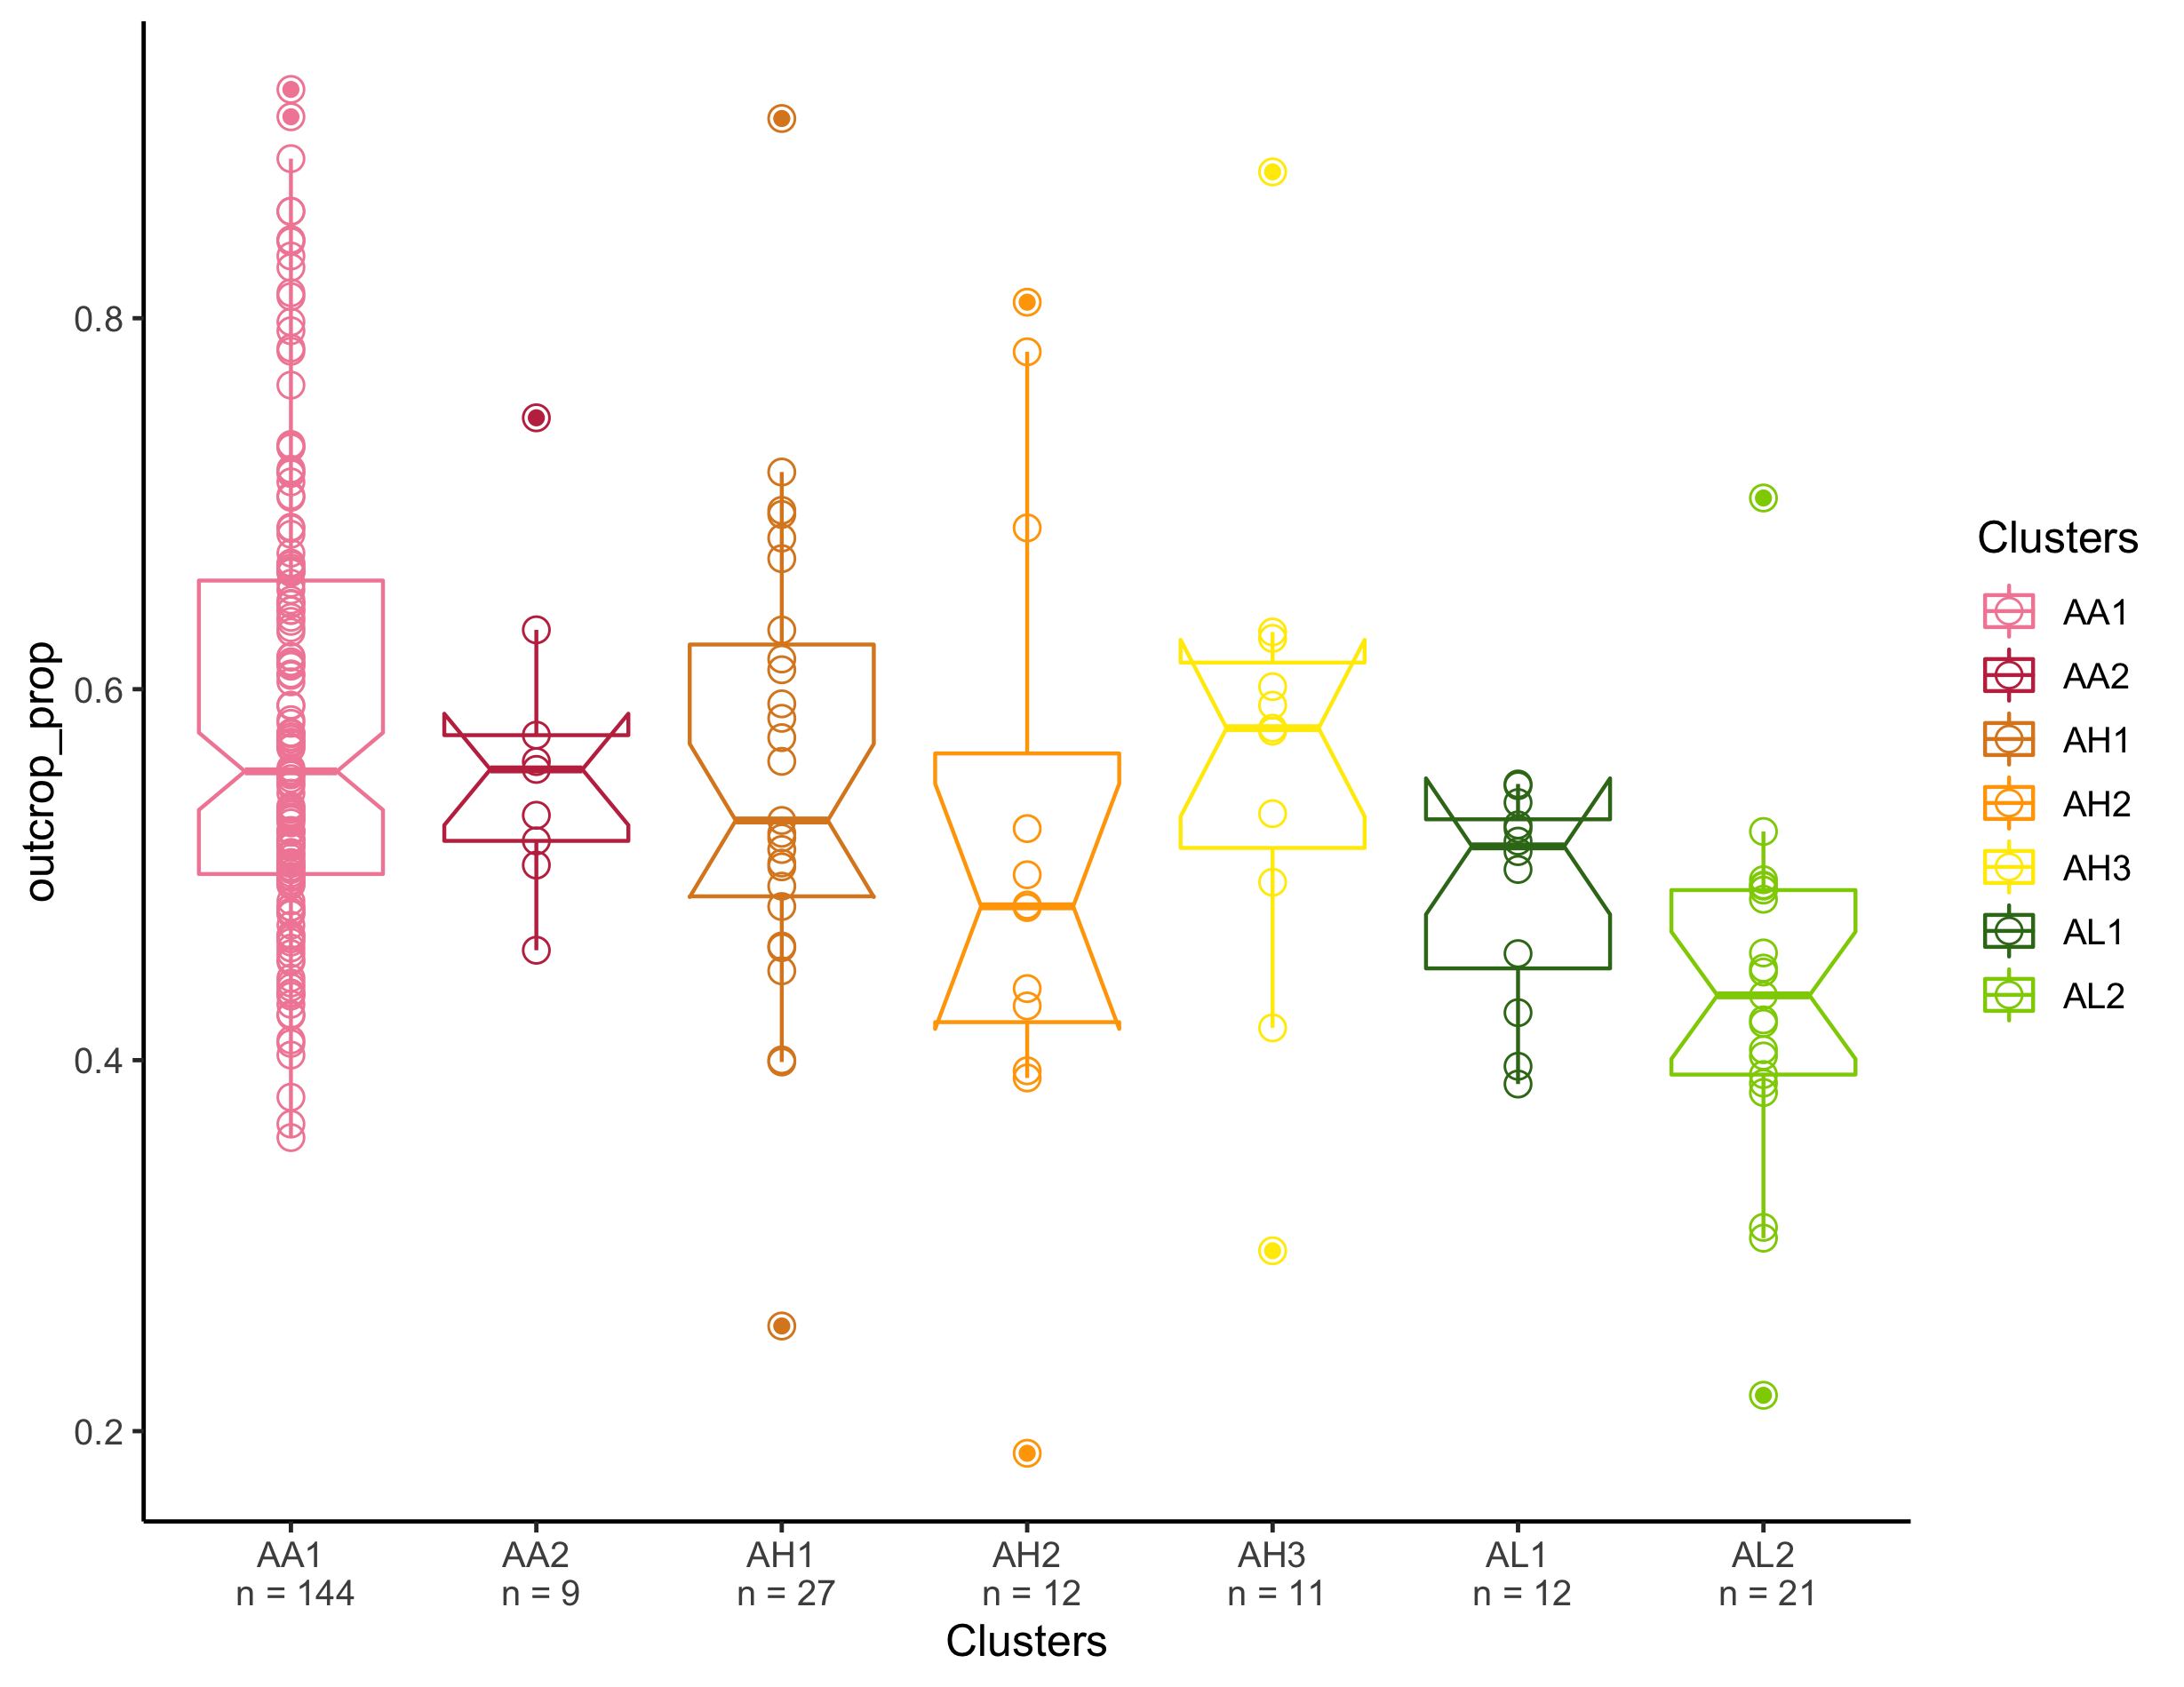 outcrop_prop
0.8
0.6
0.4
0.2
AA1
n = 144
AA2
n = 9
AH1
n = 27
AH2
n = 12
AH3
n = 11
AL1
n = 12
AL2
n = 21
Clusters
Clusters
AA1
AA2
AH1
AH2
AH3
AL1
AL2